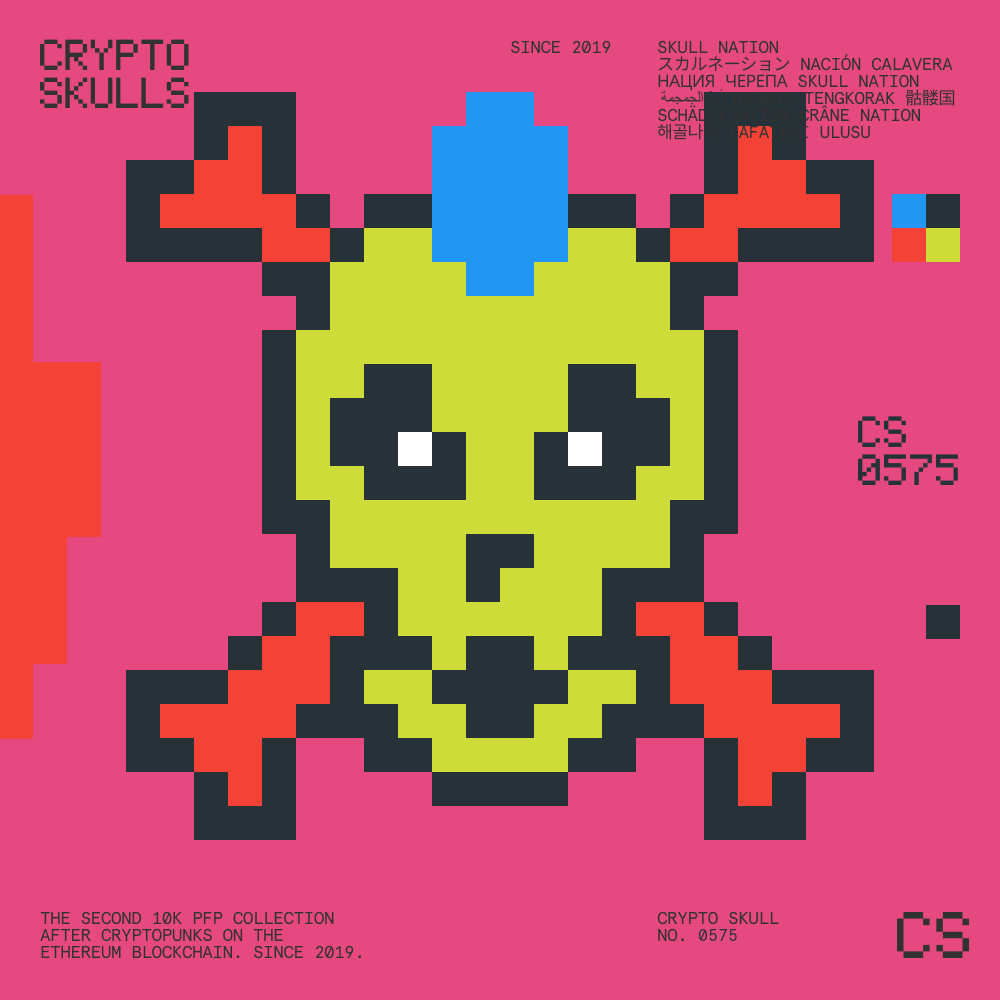 CRYPTO
SKULLS
SINCE 2019
SKULL NATION
スカルネーション NACIÓN CALAVERA
НАЦИЯ ЧЕРЕПА SKULL NATION
TENGKORAK 骷髅国
CRÂNE NATION
해골나 ULUSU
CS
0575
THE SECOND 10K PFP COLLECTION
AFTER CRYPTOPUNKS ON THE
ETHEREUM BLOCKCHAIN. SINCE 2019.
CRYPTO SKULL
NO. 0575
CS